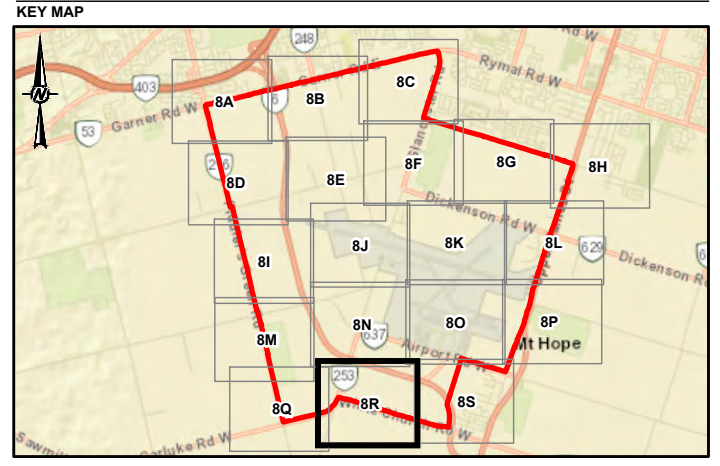 KEY MAP
248
403
8C
Rymal Rd W
8A
6
8B
N
53
Garner Rd W
8F
8G
8H
8D
8E
Dickenson Rd W
8J
8K
8L
629
Dickenson Rd
8I
8M
8N
637
8O
8P
Airport Rd W
Mt Hope
253
8Q
8R
8S
Carluke Rd W